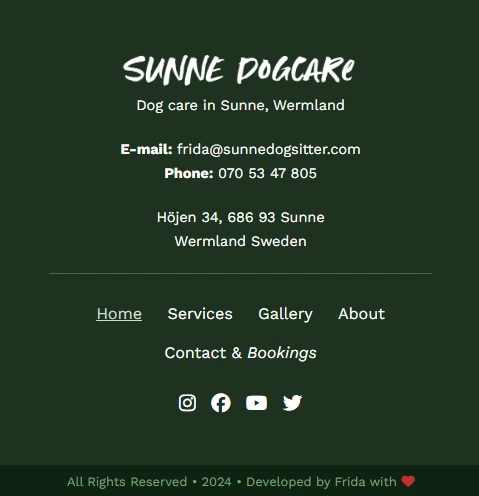 SUNNE DOGCARe
Dog care in Sunne, Wermland
E-mail: frida@sunnedogsitter.com
Phone: 070 53 47 805
Höjen 34, 686 93 Sunne
Wermland Sweden
Home Services Gallery About
Contact & Bookings
All Rights Reserved • 2024 • Developed by Frida with ❤